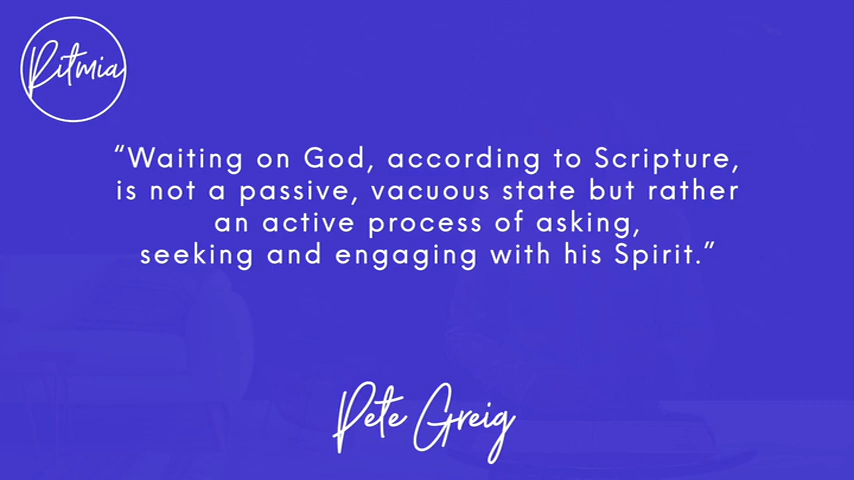 Ritmia
“Waiting on God, according to Scripture,
is not a passive, vacuous state but rather
an active process of asking,
seeking and engaging with his Spirit.”
Pete Greig